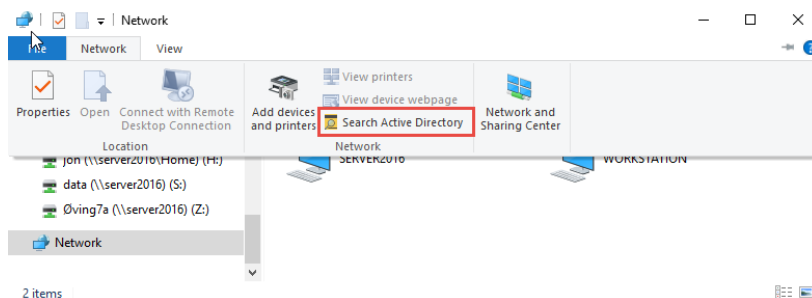 Network
File
Network
View
Properties
Open
Connect with Remote
Desktop Connection
Location
Add devices
and printers
View printers
View device webpage
Search Active Directory
Network
Network and
Sharing Center
jon (\\server2016\Home) (H:)
data (\\server2016) (S:)
Øving7a (\\server2016) (Z:)
Network
SERVER2016
WORKSTATION
2 items